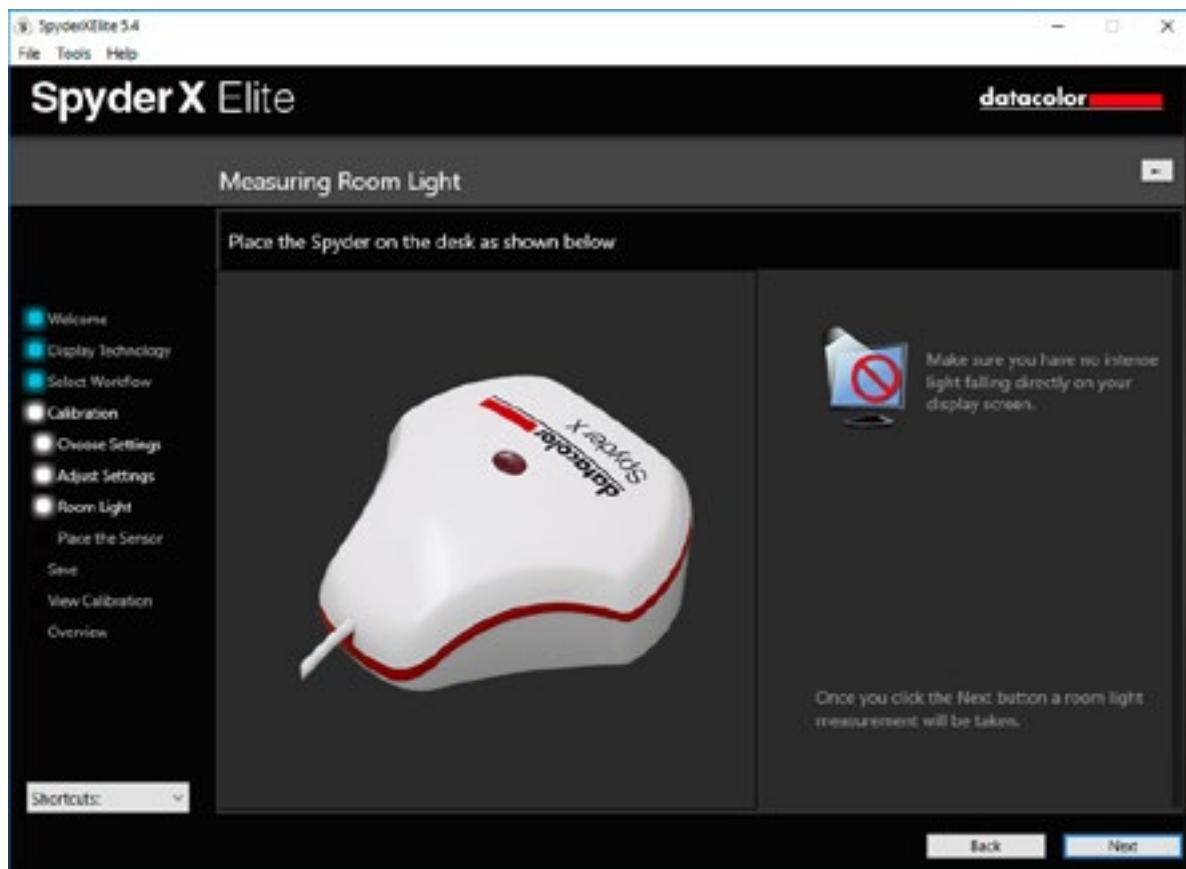 SpyderXElite 5.4
File Tools Help
Spyder X Elite
datacolor
Measuring Room Light
Place the Spyder on the desk as shown below
Welcome
Display Technology
Select Workflow
Calibration
Choose Settings
Adjust Settings
Room Light
Place the Sensor
Save
View Calibration
Overview
Shortcuts:
datacolor
Spyder X
Make sure you have no intense
light falling directly on your
display screen.
Once you click the Next button a room light
measurement will be taken.
Back
Next